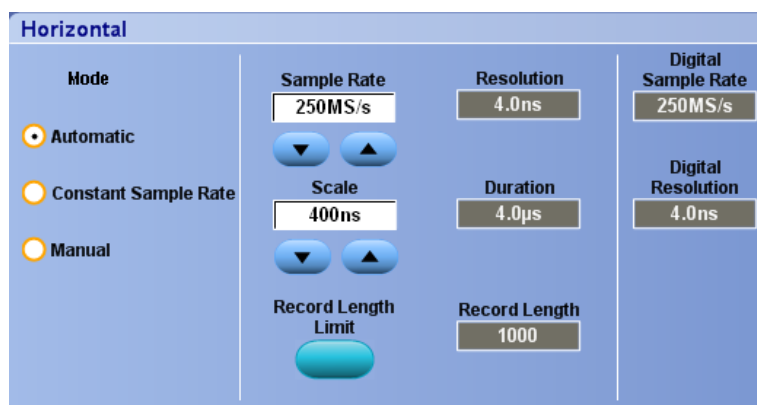 Horizontal
Mode
Automatic
Constant Sample Rate
Manual
Sample Rate
250MS/s
Scale
400ns
Record Length
Limit
Resolution
4.0ns
Duration
4.0µs
Record Length
1000
Digital
Sample Rate
250MS/s
Digital
Resolution
4.0ns